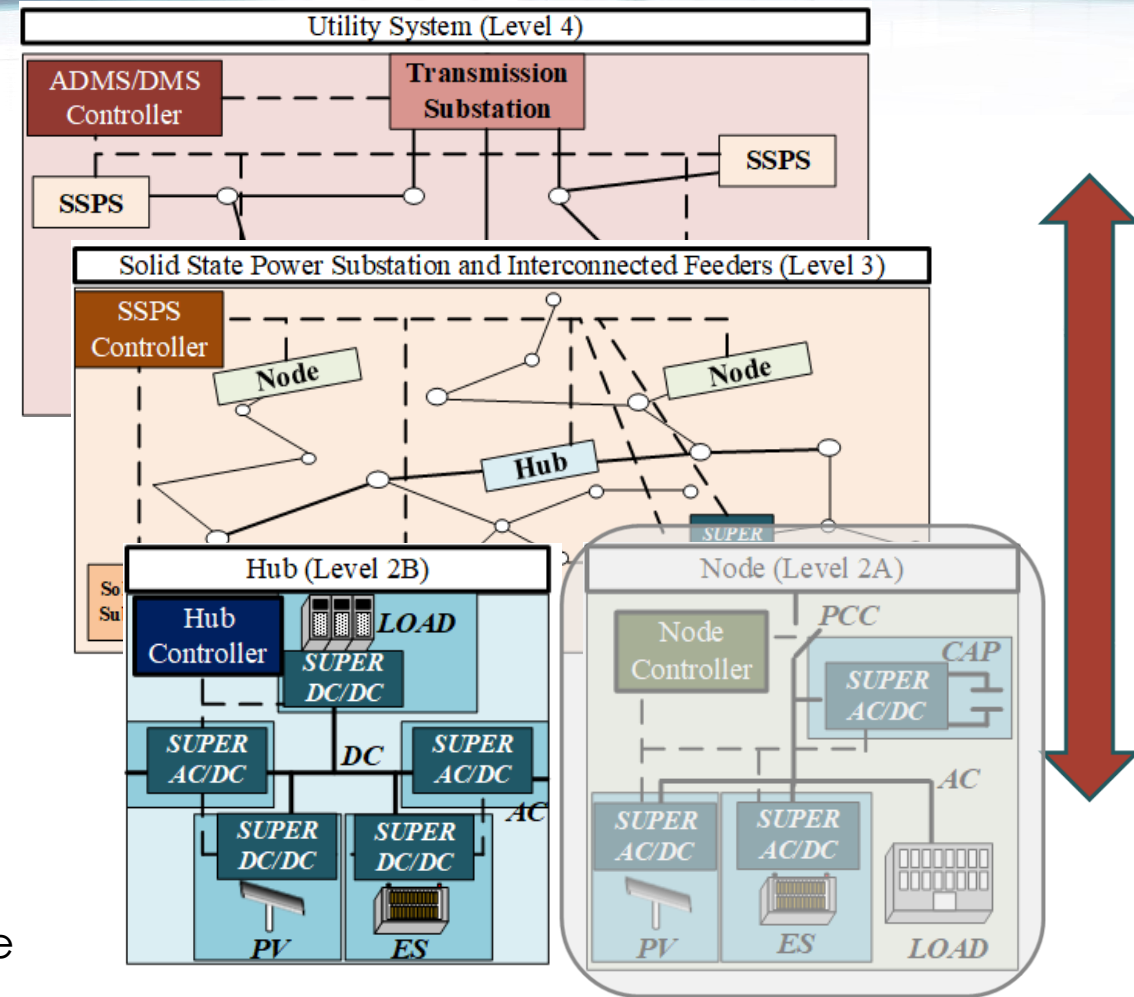 Utility System (Level 4)
ADMS/DMS
Controller
Transmission
Substation
SSPS
SSPS
Solid State Power Substation and Interconnected Feeders (Level 3)
SSPS
Controller
Node
Node
Hub
SUPER
Hub (Level 2B)
Hub
Controller
LOAD
SUPER
DC/DC
SUPER
AC/DC
DC
SUPER
AC/DC
AC
SUPER
DC/DC
SUPER
DC/DC
PV
ES
Node (Level 2A)
Node
Controller
PCC
CAP
SUPER
AC/DC
AC
SUPER
AC/DC
SUPER
AC/DC
PV
ES
LOAD